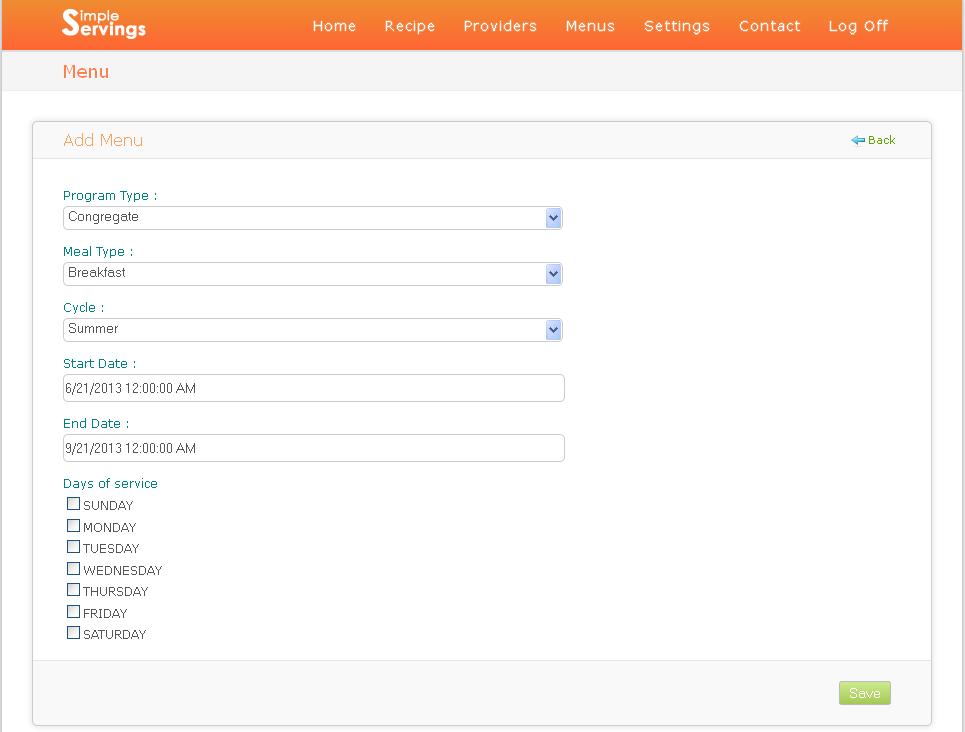 Simple
Servings
Home Recipe Providers Menus Settings Contact Log Off
Menu
Add Menu
Back
Program Type :
Congregate
Meal Type :
Breakfast
Cycle :
Summer
Start Date :
6/21/2013 12:00:00 AM
End Date :
9/21/2013 12:00:00 AM
Days of service
SUNDAY
MONDAY
TUESDAY
WEDNESDAY
THURSDAY
FRIDAY
SATURDAY
Save